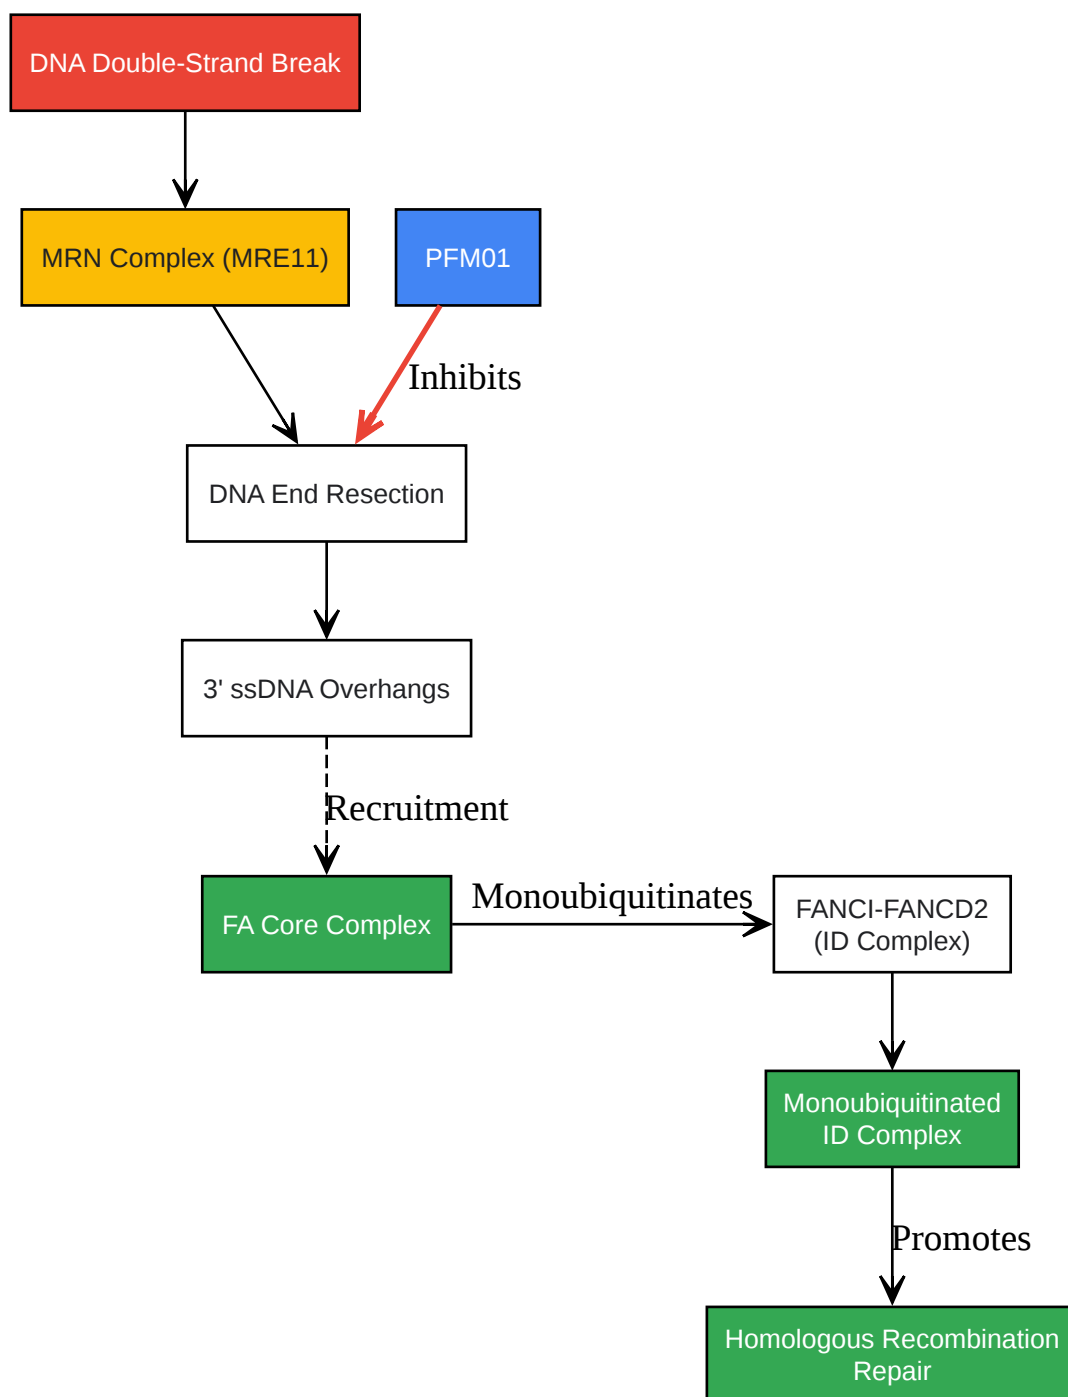 DNA Double-Strand Break
MRN Complex (MRE11)
PFM01
Inhibits
DNA End Resection
3' ssDNA Overhangs
Recruitment
FA Core Complex
Monoubiquitinates
FANCI-FANCD2
(ID Complex)
Monoubiquitinated
ID Complex
Promotes
Homologous Recombination
Repair